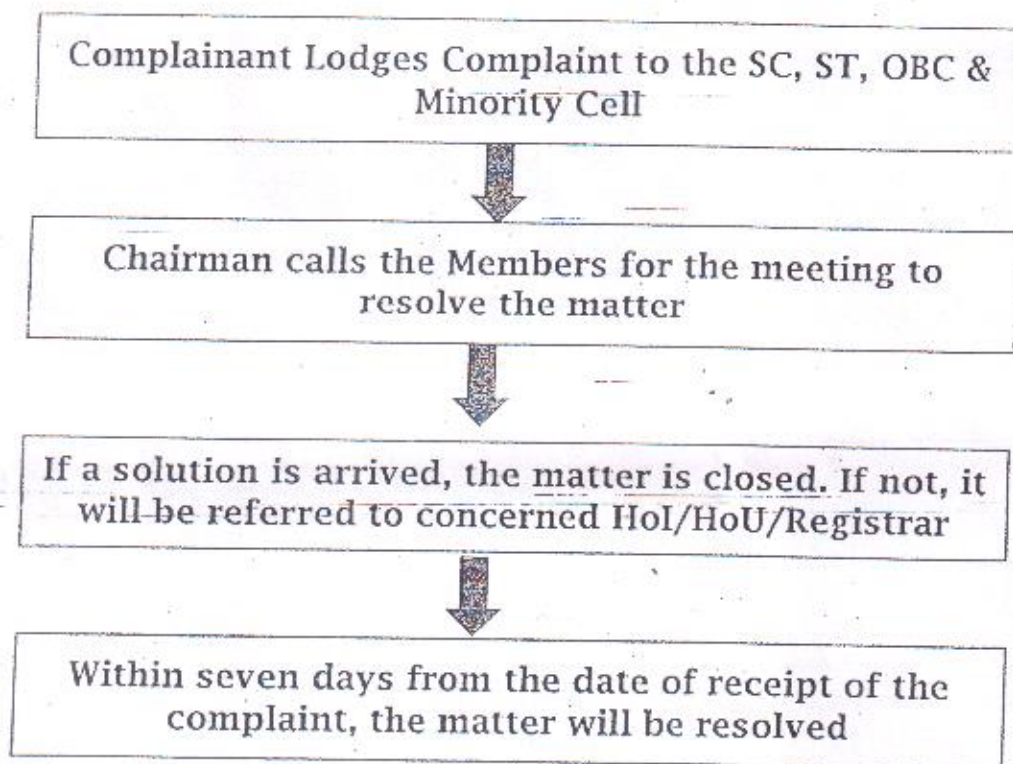 Complainant Lodges Complaint to the SC, ST, OBC &
Minority Cell
Chairman calls the Members for the meeting to
resolve the matter
If a solution is arrived, the matter is closed. If not, it
will be referred to concerned HoI/HoU/Registrar
Within seven days from the date of receipt of the
complaint, the matter will be resolved